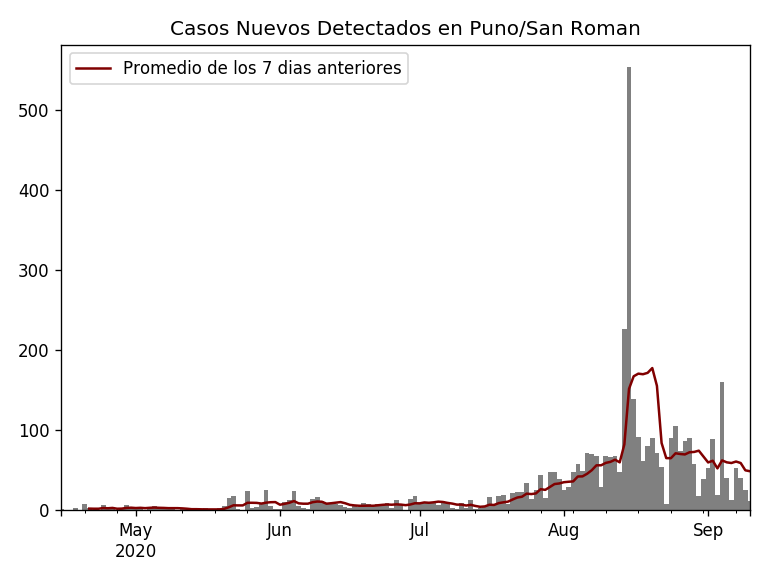 Casos Nuevos Detectados en Puno/San Roman
Promedio de los 7 dias anteriores
500
400
300
200
100
0
May Jun Jul Aug Sep
2020